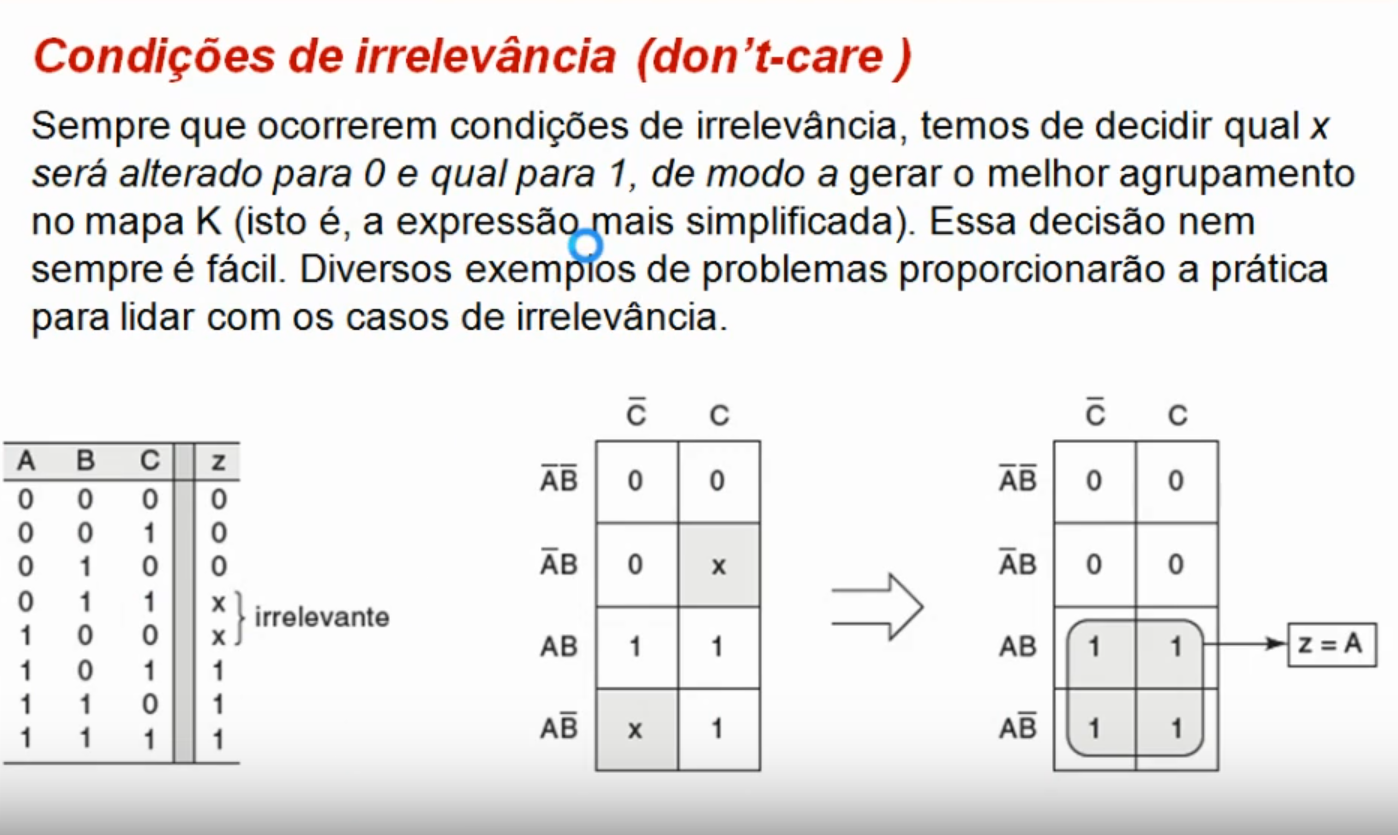 Condições de irrelevância (don’t-care )
Sempre que ocorrerem condições de irrelevância, temos de decidir qual x
será alterado para 0 e qual para 1, de modo a gerar o melhor agrupamento
no mapa K (isto é, a expressão mais simplificada). Essa decisão nem
sempre é fácil. Diversos exemplos de problemas proporcionarão a prática
para lidar com os casos de irrelevância.
A B C z
0 0 0 0
0 0 1 0
0 1 0 0
0 1 1 x
1 0 0 x
irrelevante
1 0 1 1
1 1 0 1
1 1 1 1
C̅ C
A̅B̅ 0 0
A̅B 0 x
AB 1 1
AB̅ x 1
C̅ C
A̅B̅ 0 0
A̅B 0 0
AB 1 1
AB̅ 1 1
z = A